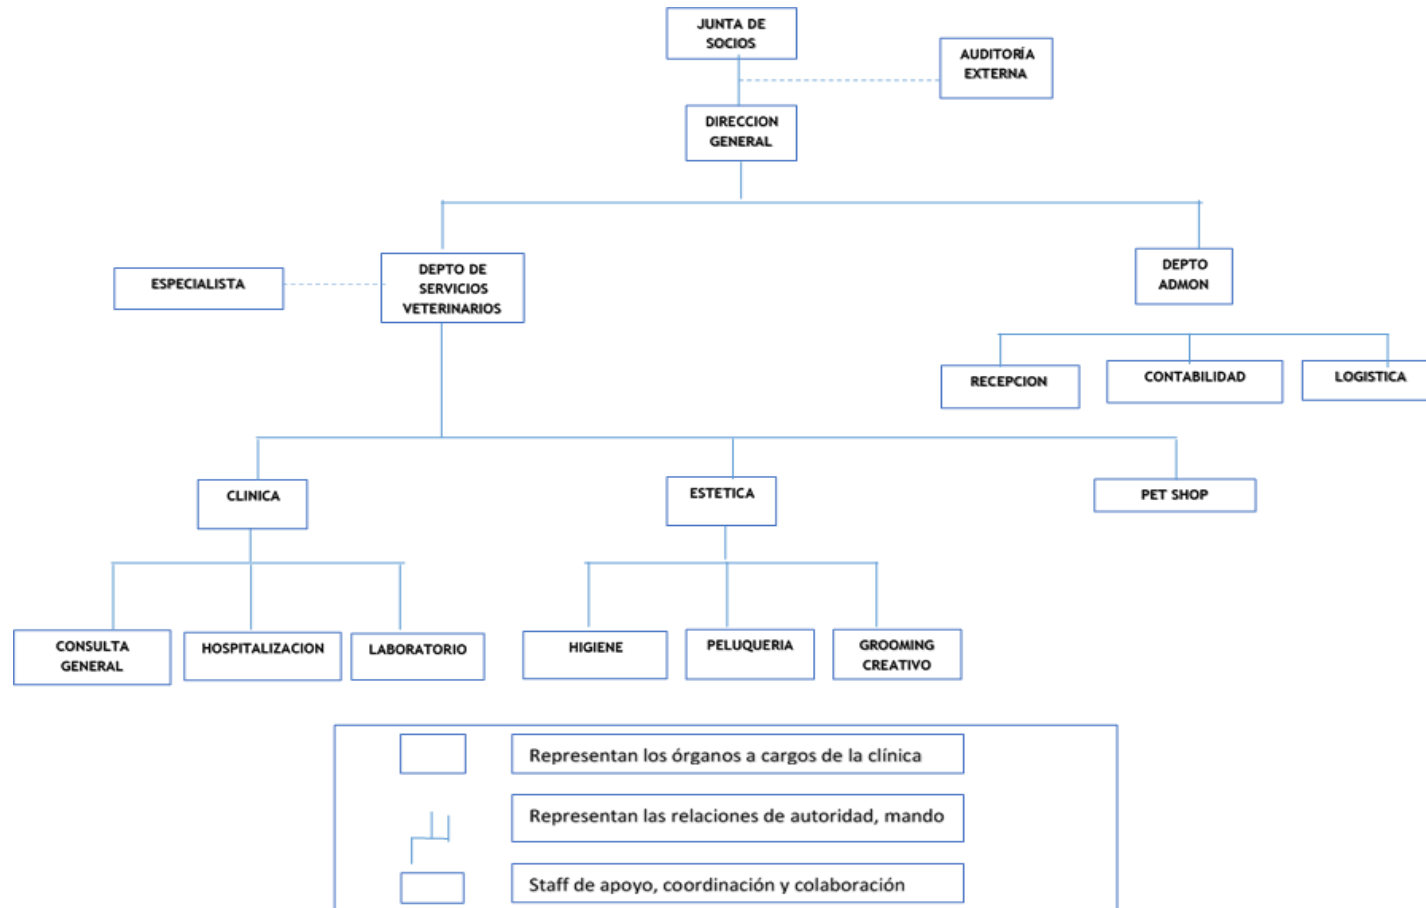 JUNTA DE
SOCIOS
AUDITORÍA
EXTERNA
DIRECCION
GENERAL
ESPECIALISTA
DEPTO DE
SERVICIOS
VETERINARIOS
DEPTO
ADMON
RECEPCION
CONTABILIDAD
LOGISTICA
CLINICA
ESTETICA
PET SHOP
CONSULTA
GENERAL
HOSPITALIZACION
LABORATORIO
HIGIENE
PELUQUERIA
GROOMING
CREATIVO
Representan los órganos a cargos de la clínica
Representan las relaciones de autoridad, mando
Staff de apoyo, coordinación y colaboración